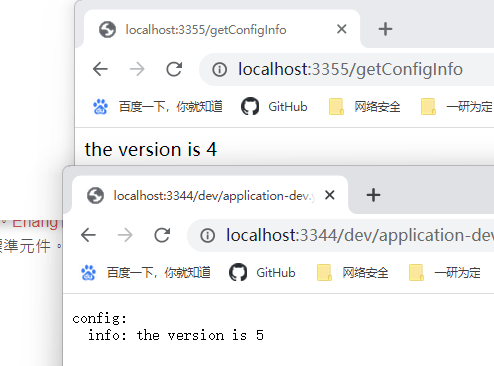 localhost:3355/getConfigInfo
localhost:3355/getConfigInfo
百度一下，你就知道 GitHub 网络安全 一研为定
the version is 4
localhost:3344/dev/application-dev.
localhost:3344/dev/application-dev
百度一下，你就知道 GitHub 网络安全 一研为定
config:
info: the version is 5
。Erlang
標準元件。